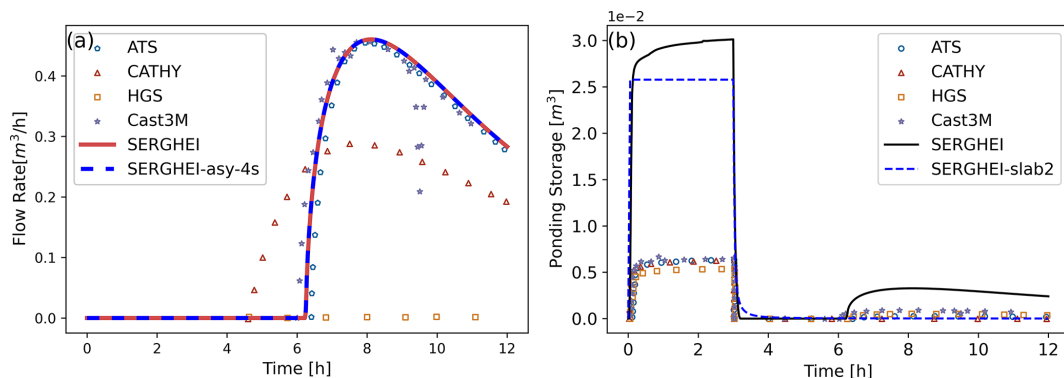 (a)
ATS
CATHY
HGS
Cast3M
SERGHEI
SERGHEI-asy-4s
Flow Rate[m³/h]
0.4
0.3
0.2
0.1
0.0
0 2 4 6 8 10 12
Time [h]
1e−2
(b)
ATS
CATHY
HGS
Cast3M
SERGHEI
SERGHEI-slab2
Ponding Storage [m³]
3.0
2.5
2.0
1.5
1.0
0.5
0.0
0 2 4 6 8 10 12
Time [h]